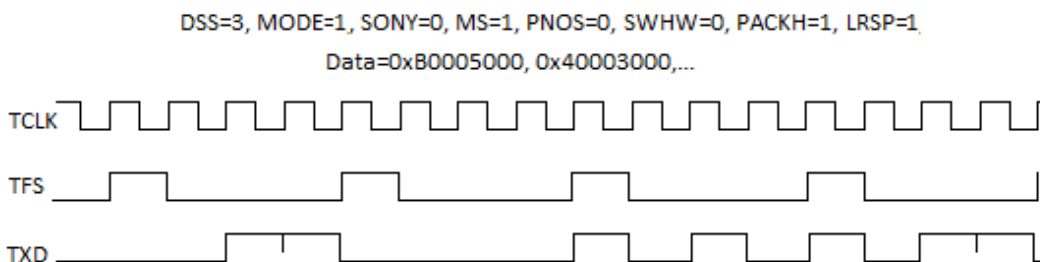 DSS=3, MODE=1, SONY=0, MS=1, PNOS=0, SWHW=0, PACKH=1, LRSP=1,
Data=0xB0005000, 0x40003000,...
TCLK
TFS
TXD